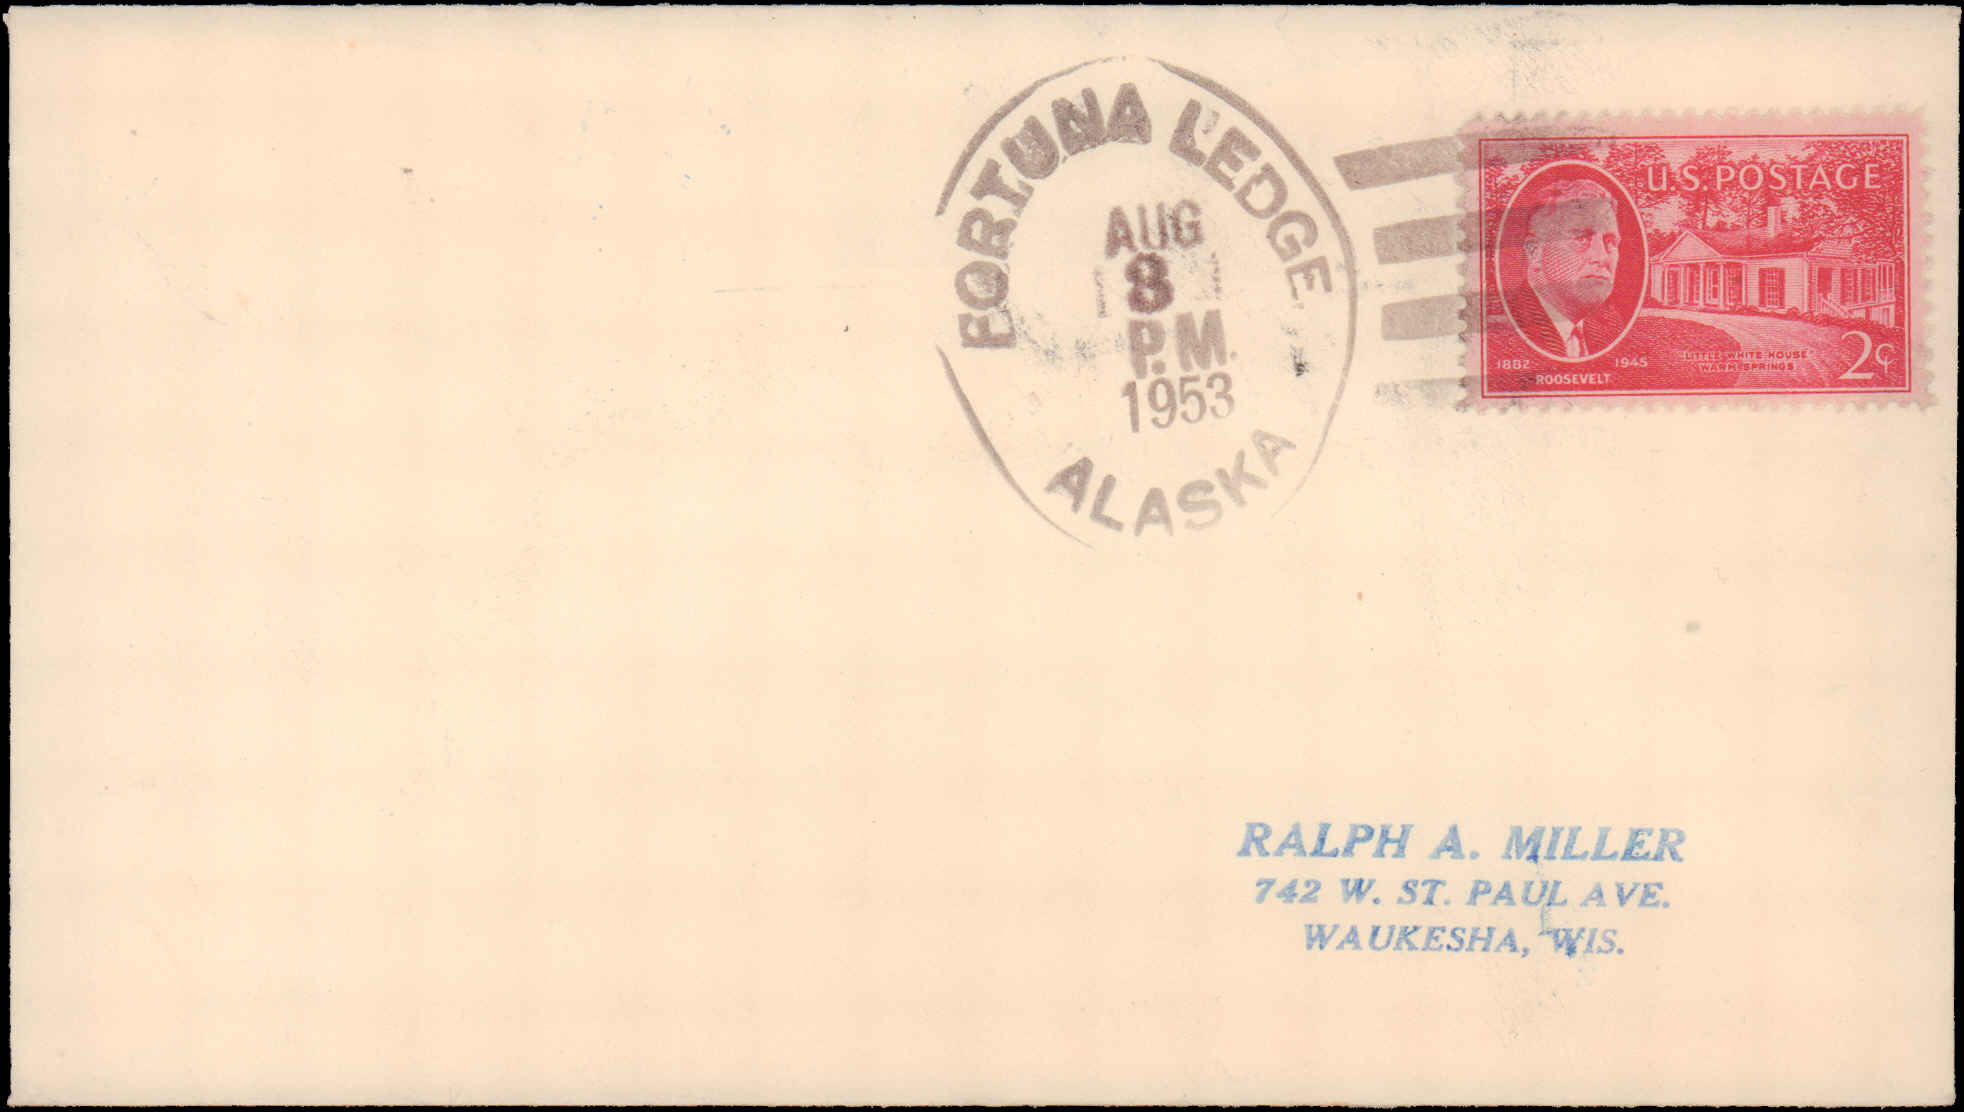 FORTUNA LEDGE,
AUG
8
P.M.
1953
ALASKA
U.S. POSTAGE
1882 1945
ROOSEVELT
"LITTLE WHITE HOUSE"
WARM SPRINGS
2¢
RALPH A. MILLER
742 W. ST. PAUL AVE.
WAUKESHA, WIS.